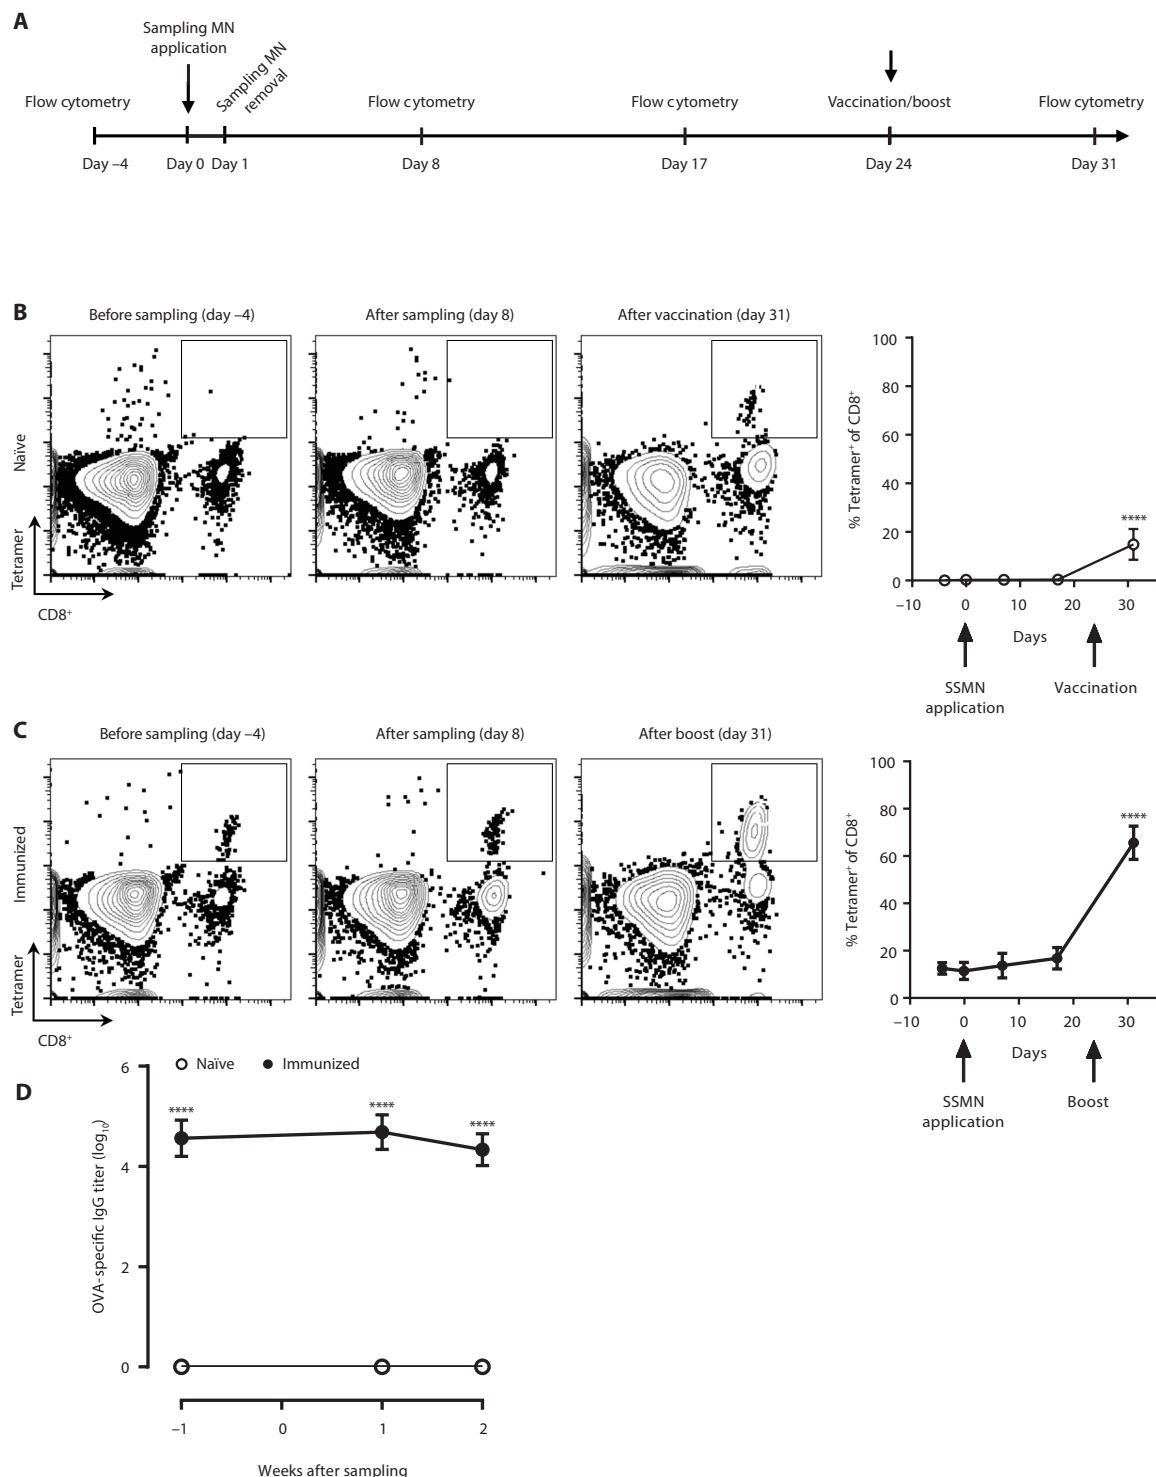 A
Sampling MN
application
Sampling MN
removal
Flow cytometry
Flow cytometry
Flow cytometry
Vaccination/boost
Flow cytometry
Day –4
Day 0
Day 1
Day 8
Day 17
Day 24
Day 31
B
Before sampling (day –4)
After sampling (day 8)
After vaccination (day 31)
Naïve
Tetramer
CD8⁺
% Tetramer⁺ of CD8⁺
100
80
60
40
20
0
****
–10
0
10
20
30
Days
SSMN
application
Vaccination
C
Before sampling (day –4)
After sampling (day 8)
After boost (day 31)
Immunized
Tetramer
CD8⁺
% Tetramer⁺ of CD8⁺
100
80
60
40
20
0
****
–10
0
10
20
30
Days
SSMN
application
Boost
D
Naïve
Immunized
OVA-specific IgG titer (log₁₀)
6
4
2
0
****
****
****
–1
0
1
2
Weeks after sampling